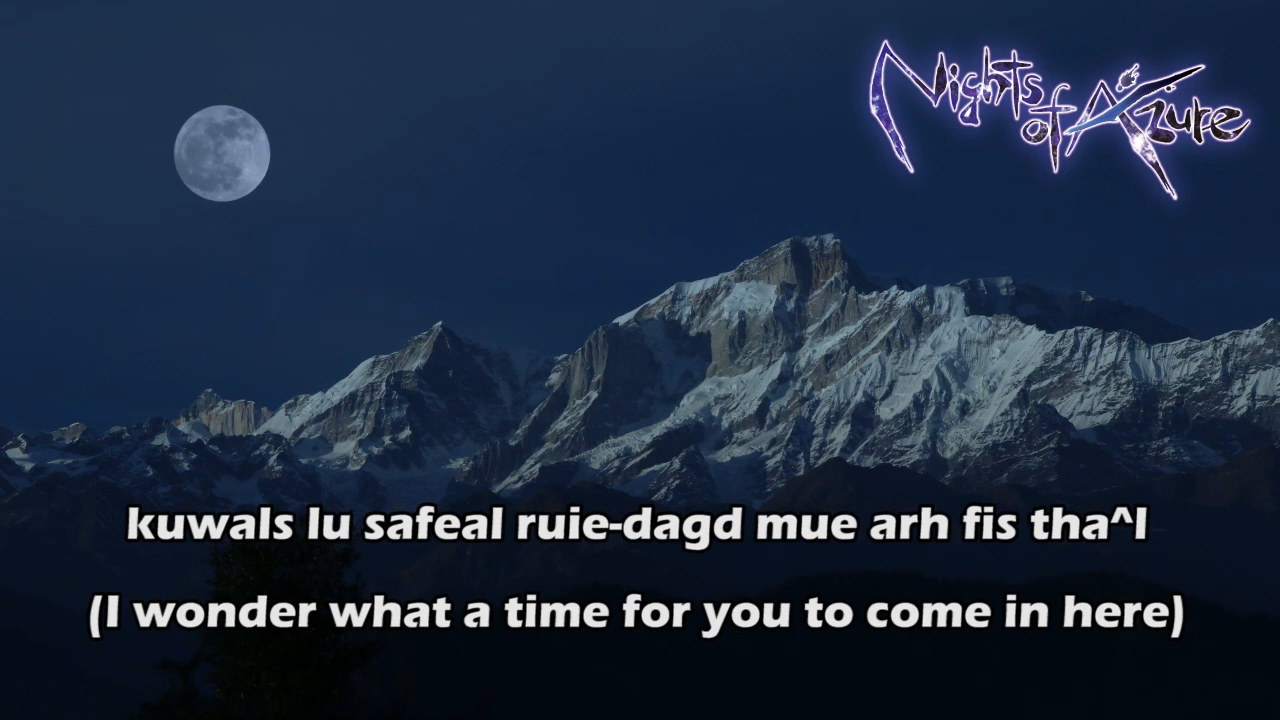 Nights
of Azure
kuwals lu safeal ruie-dagd mue arh fis tha^l
(I wonder what a time for you to come in here)